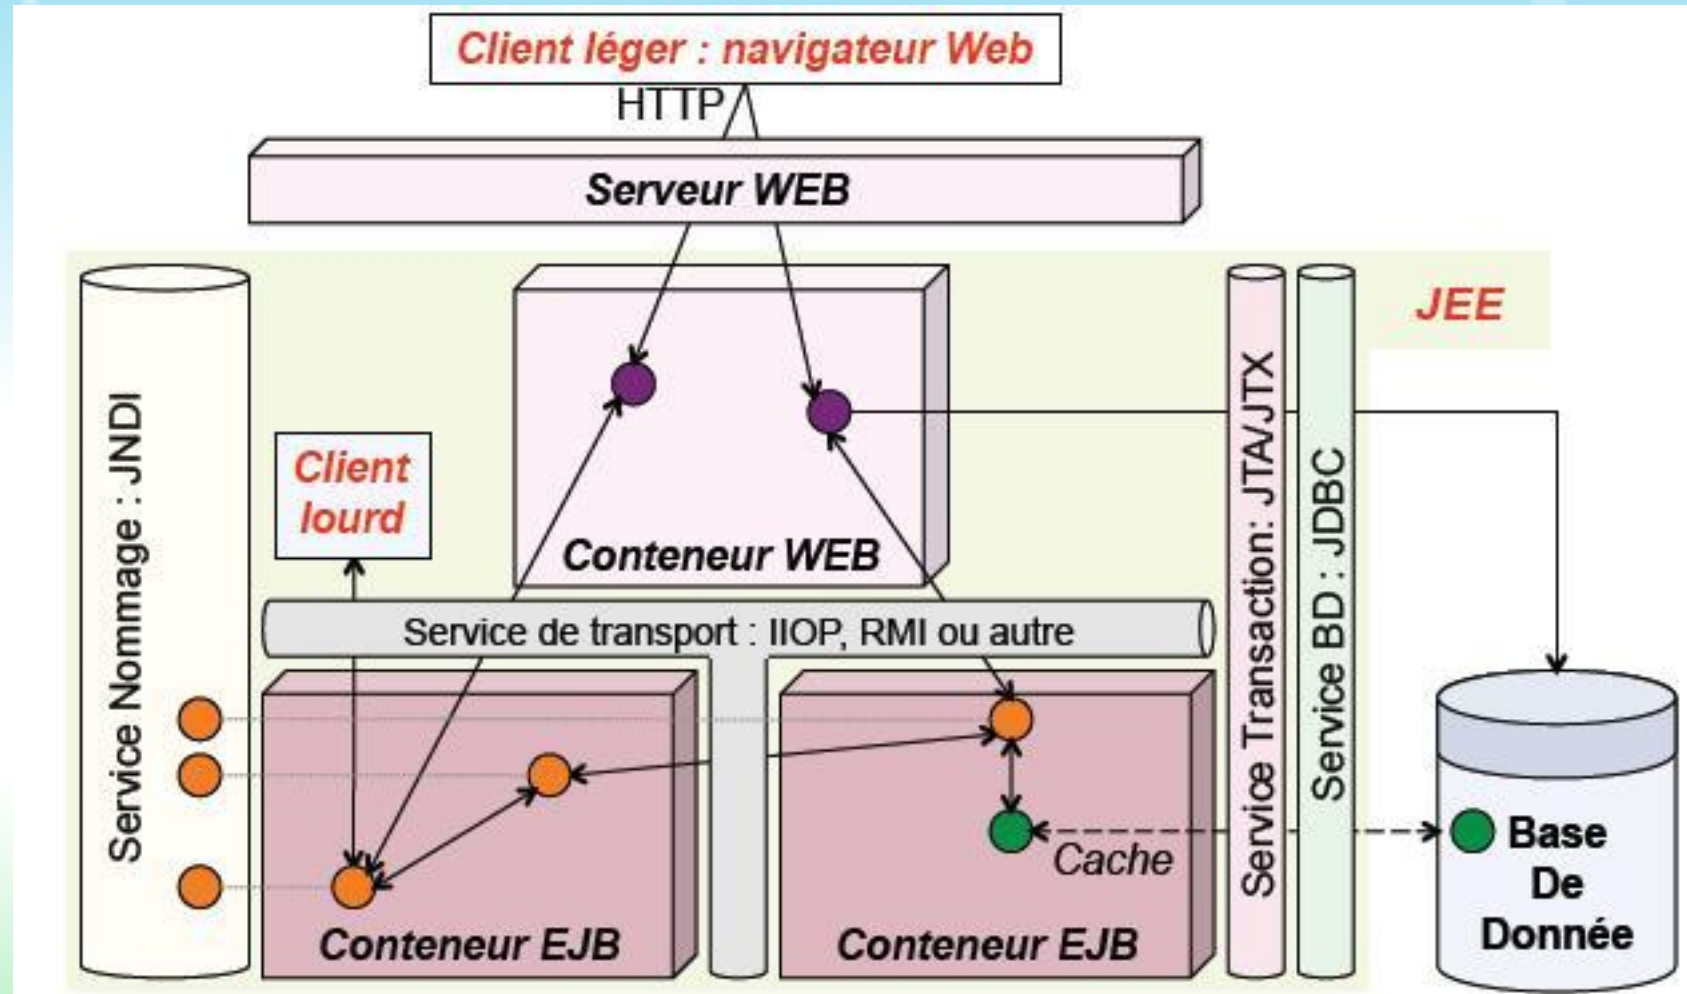 Client léger : navigateur Web
HTTP
Serveur WEB
JEE
Service Nommage : JNDI
Client
lourd
Conteneur WEB
Service de transport : IIOP, RMI ou autre
Service Transaction: JTA/JTX
Service BD : JDBC
Cache
Conteneur EJB
Conteneur EJB
Base
De
Donnée